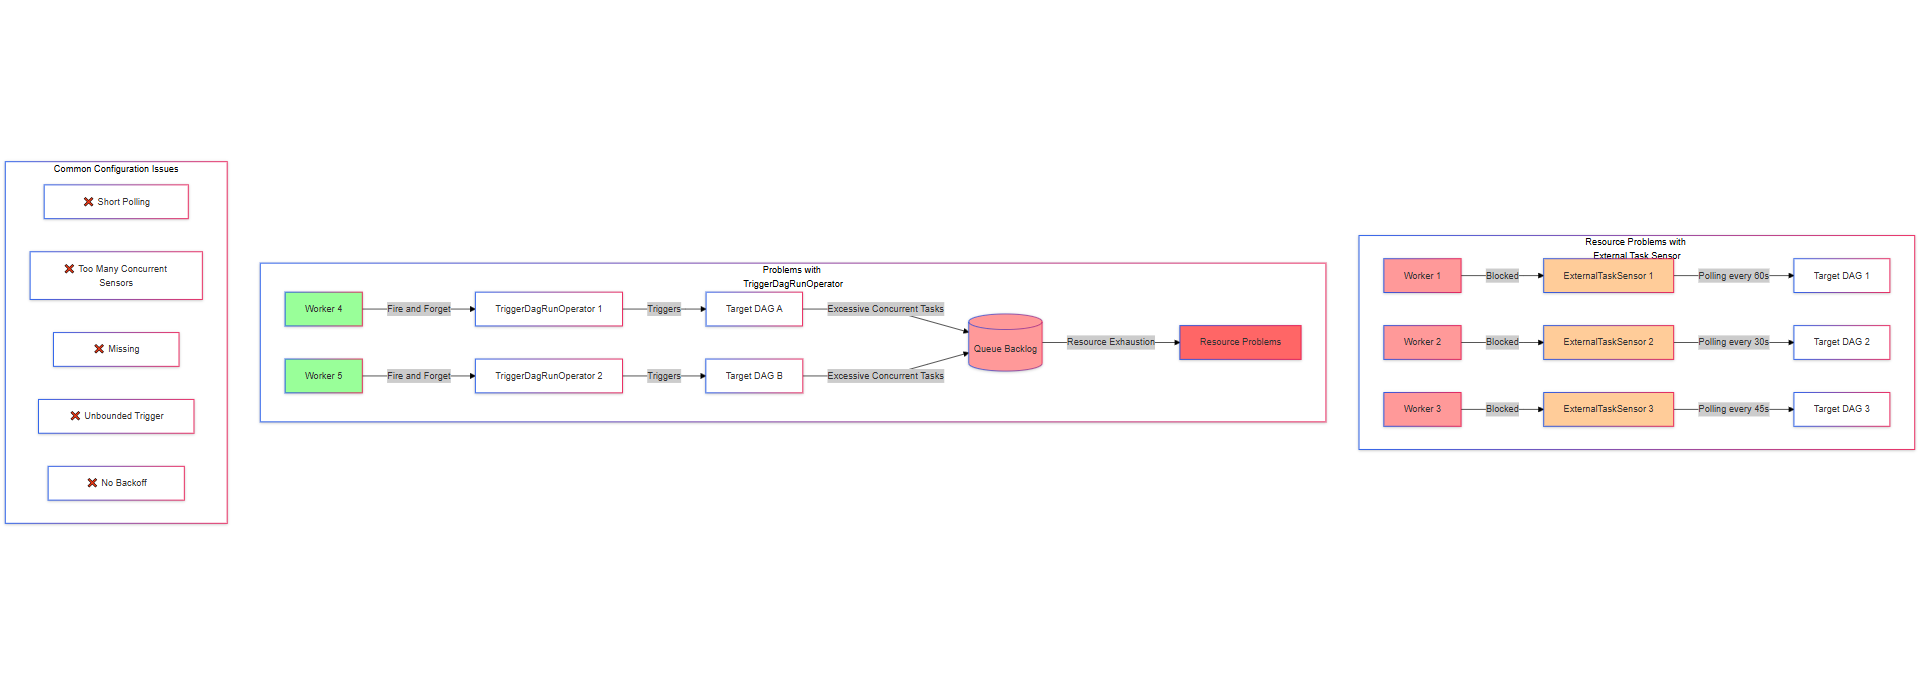 Common Configuration Issues
❌ Short Polling
❌ Too Many Concurrent
Sensors
❌ Missing
❌ Unbounded Trigger
❌ No Backoff
Problems with
TriggerDagRunOperator
Worker 4
Fire and Forget
TriggerDagRunOperator 1
Triggers
Target DAG A
Excessive Concurrent Tasks
Worker 5
Fire and Forget
TriggerDagRunOperator 2
Triggers
Target DAG B
Excessive Concurrent Tasks
Queue Backlog
Resource Exhaustion
Resource Problems
Resource Problems with
External Task Sensor
Worker 1
Blocked
ExternalTaskSensor 1
Polling every 60s
Target DAG 1
Worker 2
Blocked
ExternalTaskSensor 2
Polling every 30s
Target DAG 2
Worker 3
Blocked
ExternalTaskSensor 3
Polling every 45s
Target DAG 3